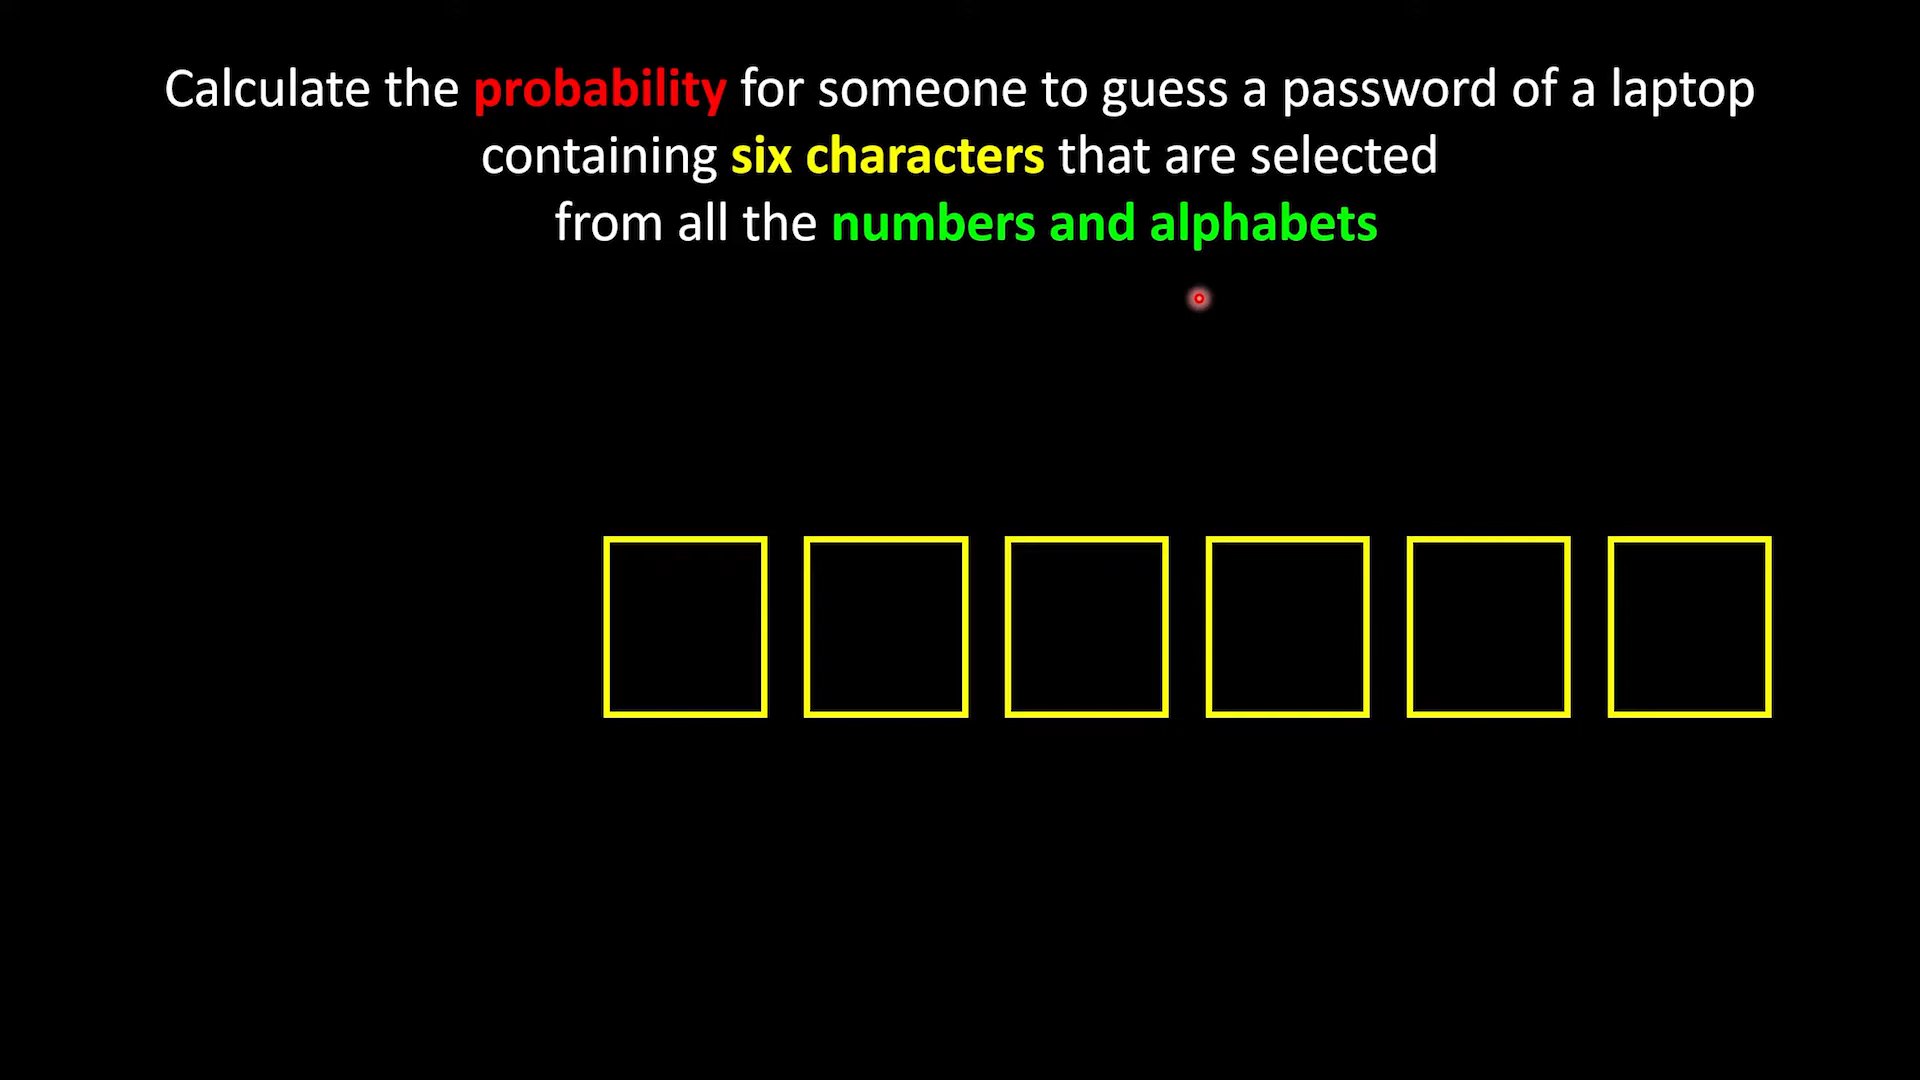 Calculate the probability for someone to guess a password of a laptop
containing six characters that are selected
from all the numbers and alphabets